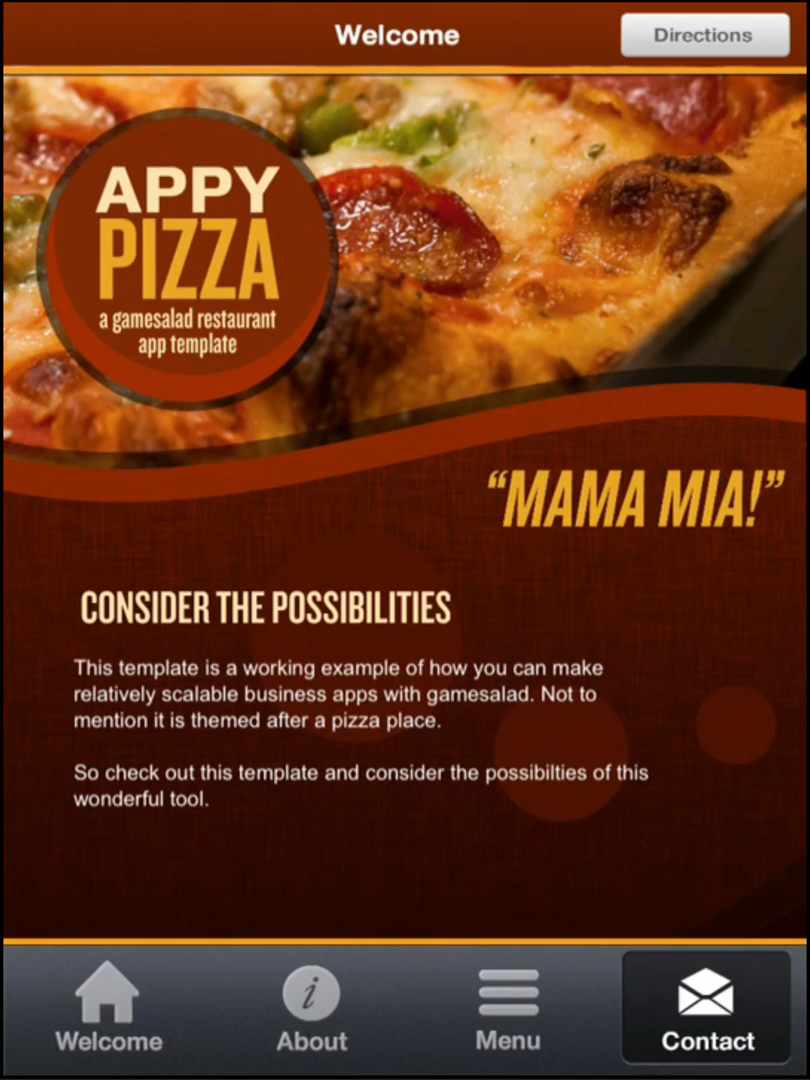 Welcome
Directions
APPY
PIZZA
a gamesalad restaurant
app template
“MAMA MIA!”
CONSIDER THE POSSIBILITIES
This template is a working example of how you can make
relatively scalable business apps with gamesalad. Not to
mention it is themed after a pizza place.
So check out this template and consider the possibilties of this
wonderful tool.
Welcome
About
Menu
Contact